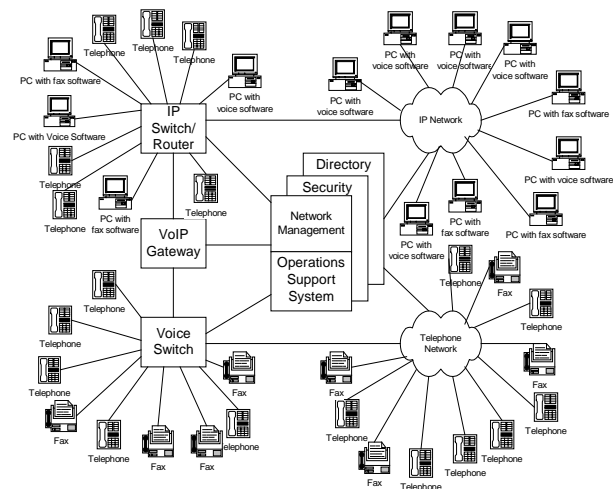 Telephone
Telephone
Telephone
PC with fax software
PC with
voice software
PC with Voice Software
IP
Switch/
Router
Telephone
Telephone
PC with
fax software
Telephone
PC with
voice software
PC with
voice software
PC with
voice software
PC with
voice software
IP Network
PC with fax software
PC with voice software
PC with
voice software
PC with
fax software
PC with fax software
Directory
Security
Network
Management
Operations
Support
System
VoIP
Gateway
Voice
Switch
Telephone
Telephone
Telephone
Fax
Telephone
Fax
Fax
Telephone
Fax
Telephone
Network
Telephone
Fax
Telephone
Fax
Telephone
Telephone
Telephone
Telephone
Fax
Telephone
Fax